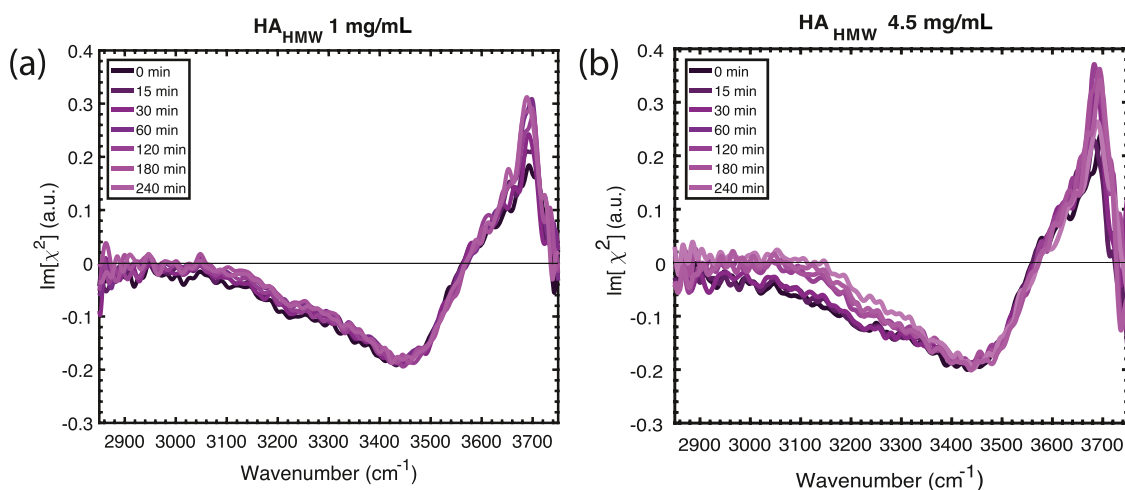 (a)
HA_HMW 1 mg/mL
0 min
15 min
30 min
60 min
120 min
180 min
240 min
0.4
0.3
0.2
0.1
0
-0.1
-0.2
-0.3
Im[χ²] (a.u.)
2900 3000 3100 3200 3300 3400 3500 3600 3700
Wavenumber (cm⁻¹)
(b)
HA_HMW 4.5 mg/mL
0 min
15 min
30 min
60 min
120 min
180 min
240 min
0.4
0.3
0.2
0.1
0
-0.1
-0.2
-0.3
Im[χ²] (a.u.)
2900 3000 3100 3200 3300 3400 3500 3600 3700
Wavenumber (cm⁻¹)